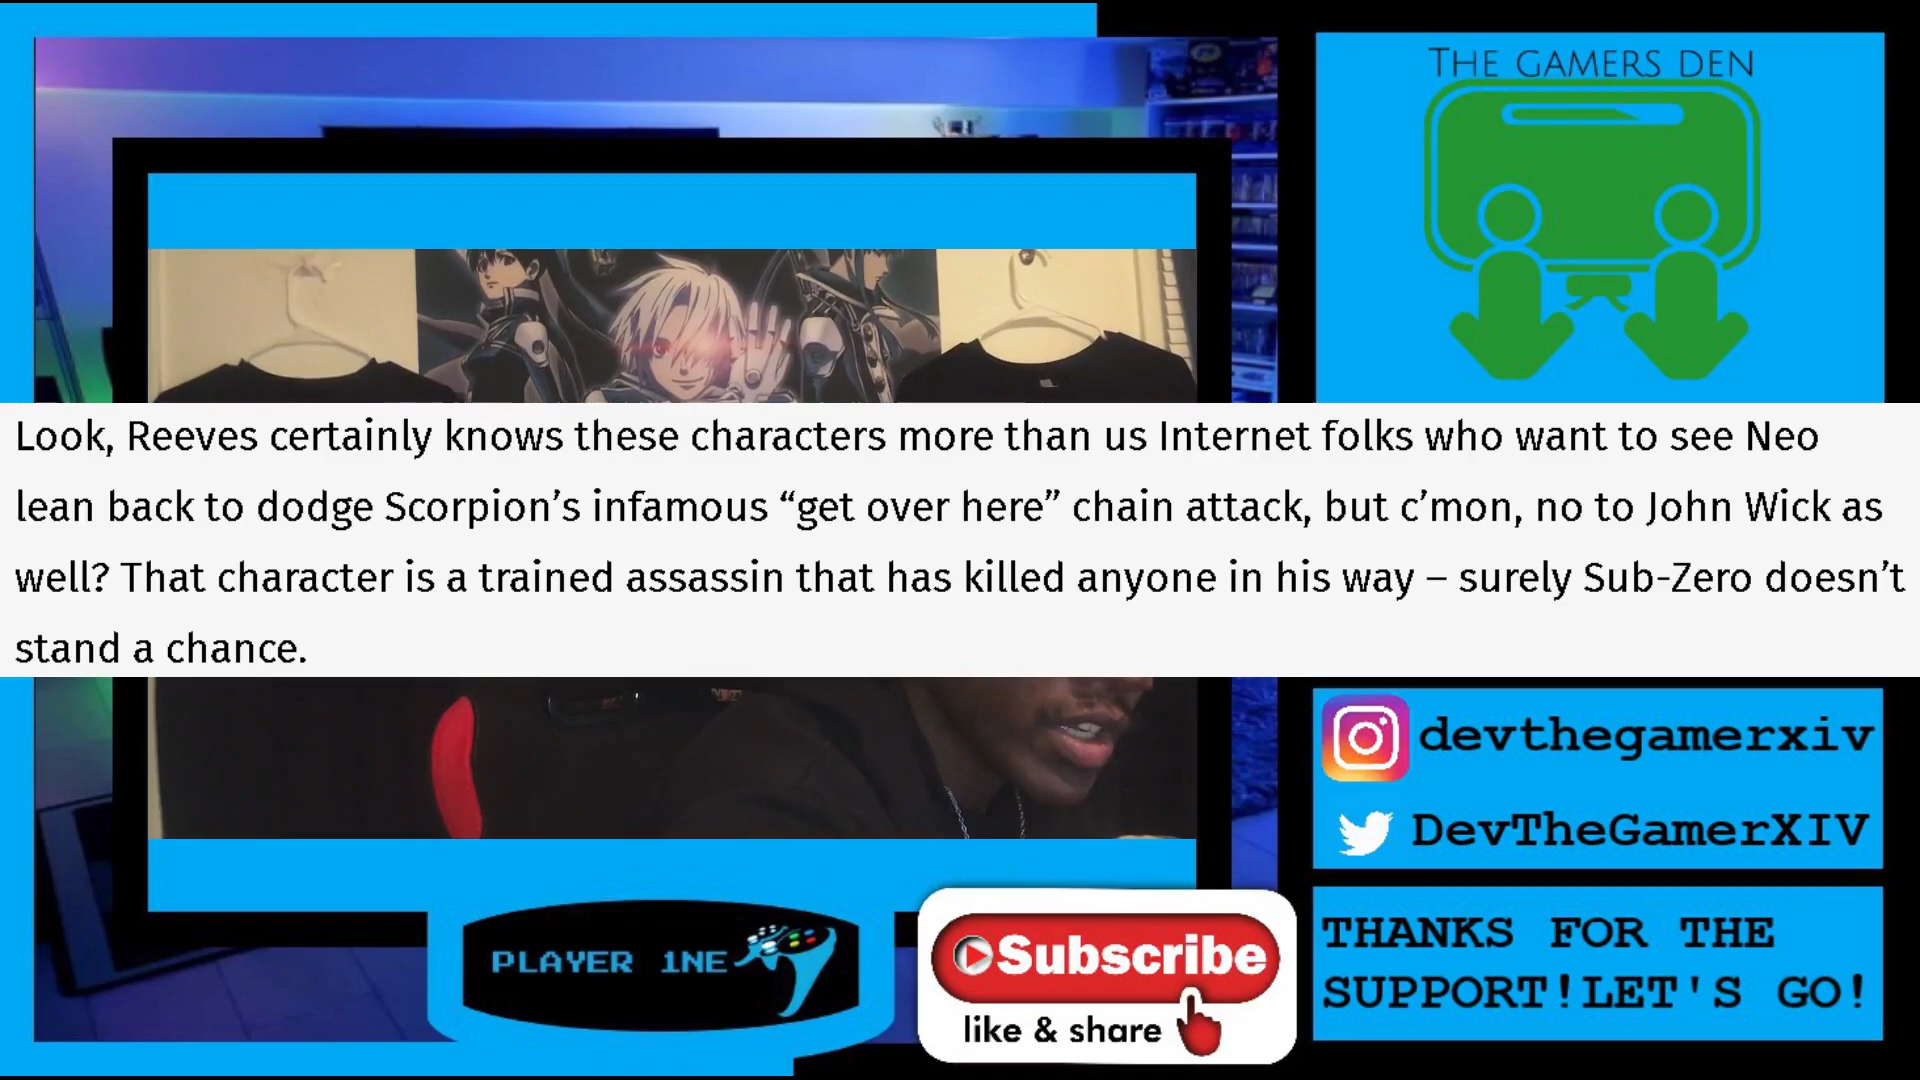 THE GAMERS DEN
Look, Reeves certainly knows these characters more than us Internet folks who want to see Neo
lean back to dodge Scorpion’s infamous “get over here” chain attack, but c’mon, no to John Wick as
well? That character is a trained assassin that has killed anyone in his way – surely Sub-Zero doesn’t
stand a chance.
devthegamerxiv
DevTheGamerXIV
PLAYER 1NE
Subscribe
like & share
THANKS FOR THE
SUPPORT!LET'S GO!